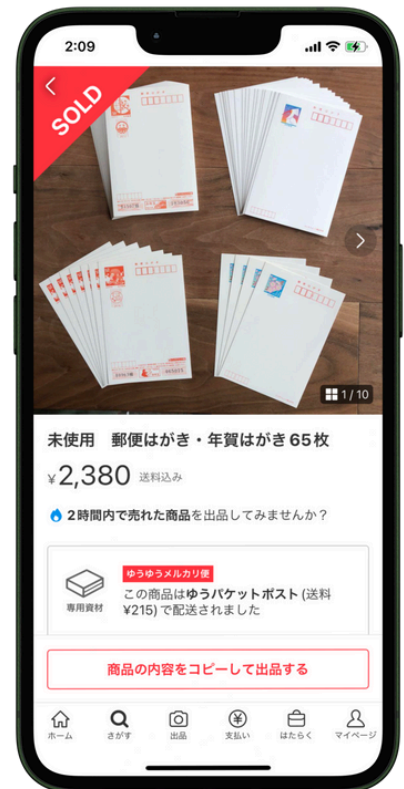 2:09
SOLD
1/10
未使用 郵便はがき・年賀はがき65枚
¥2,380 送料込み
2時間内で売れた商品を出品してみませんか？
ゆうゆうメルカリ便
この商品はゆうパケットポスト(送料
¥215)で配送されました
専用資材
商品の内容をコピーして出品する
ホーム
さがす
出品
支払い
はたらく
マイページ